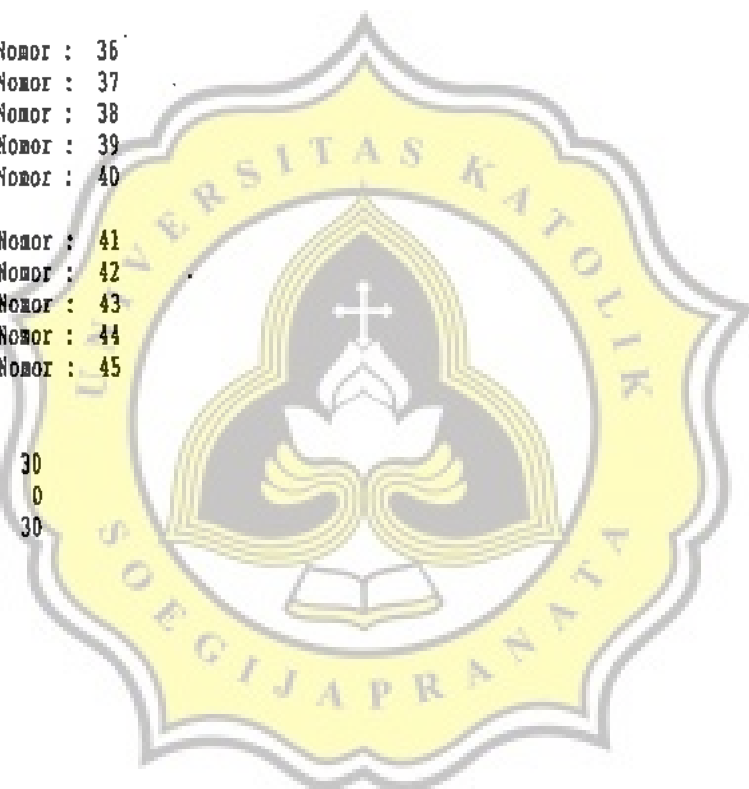 Nomor : 36
Nomor : 37
Nomor : 38
Nomor : 39
Nomor : 40
Nomor : 41
Nomor : 42
Nomor : 43
Nomor : 44
Nomor : 45
30
0
30
UNIVERSITAS KATOLIK
SOEGIJAPRANATA